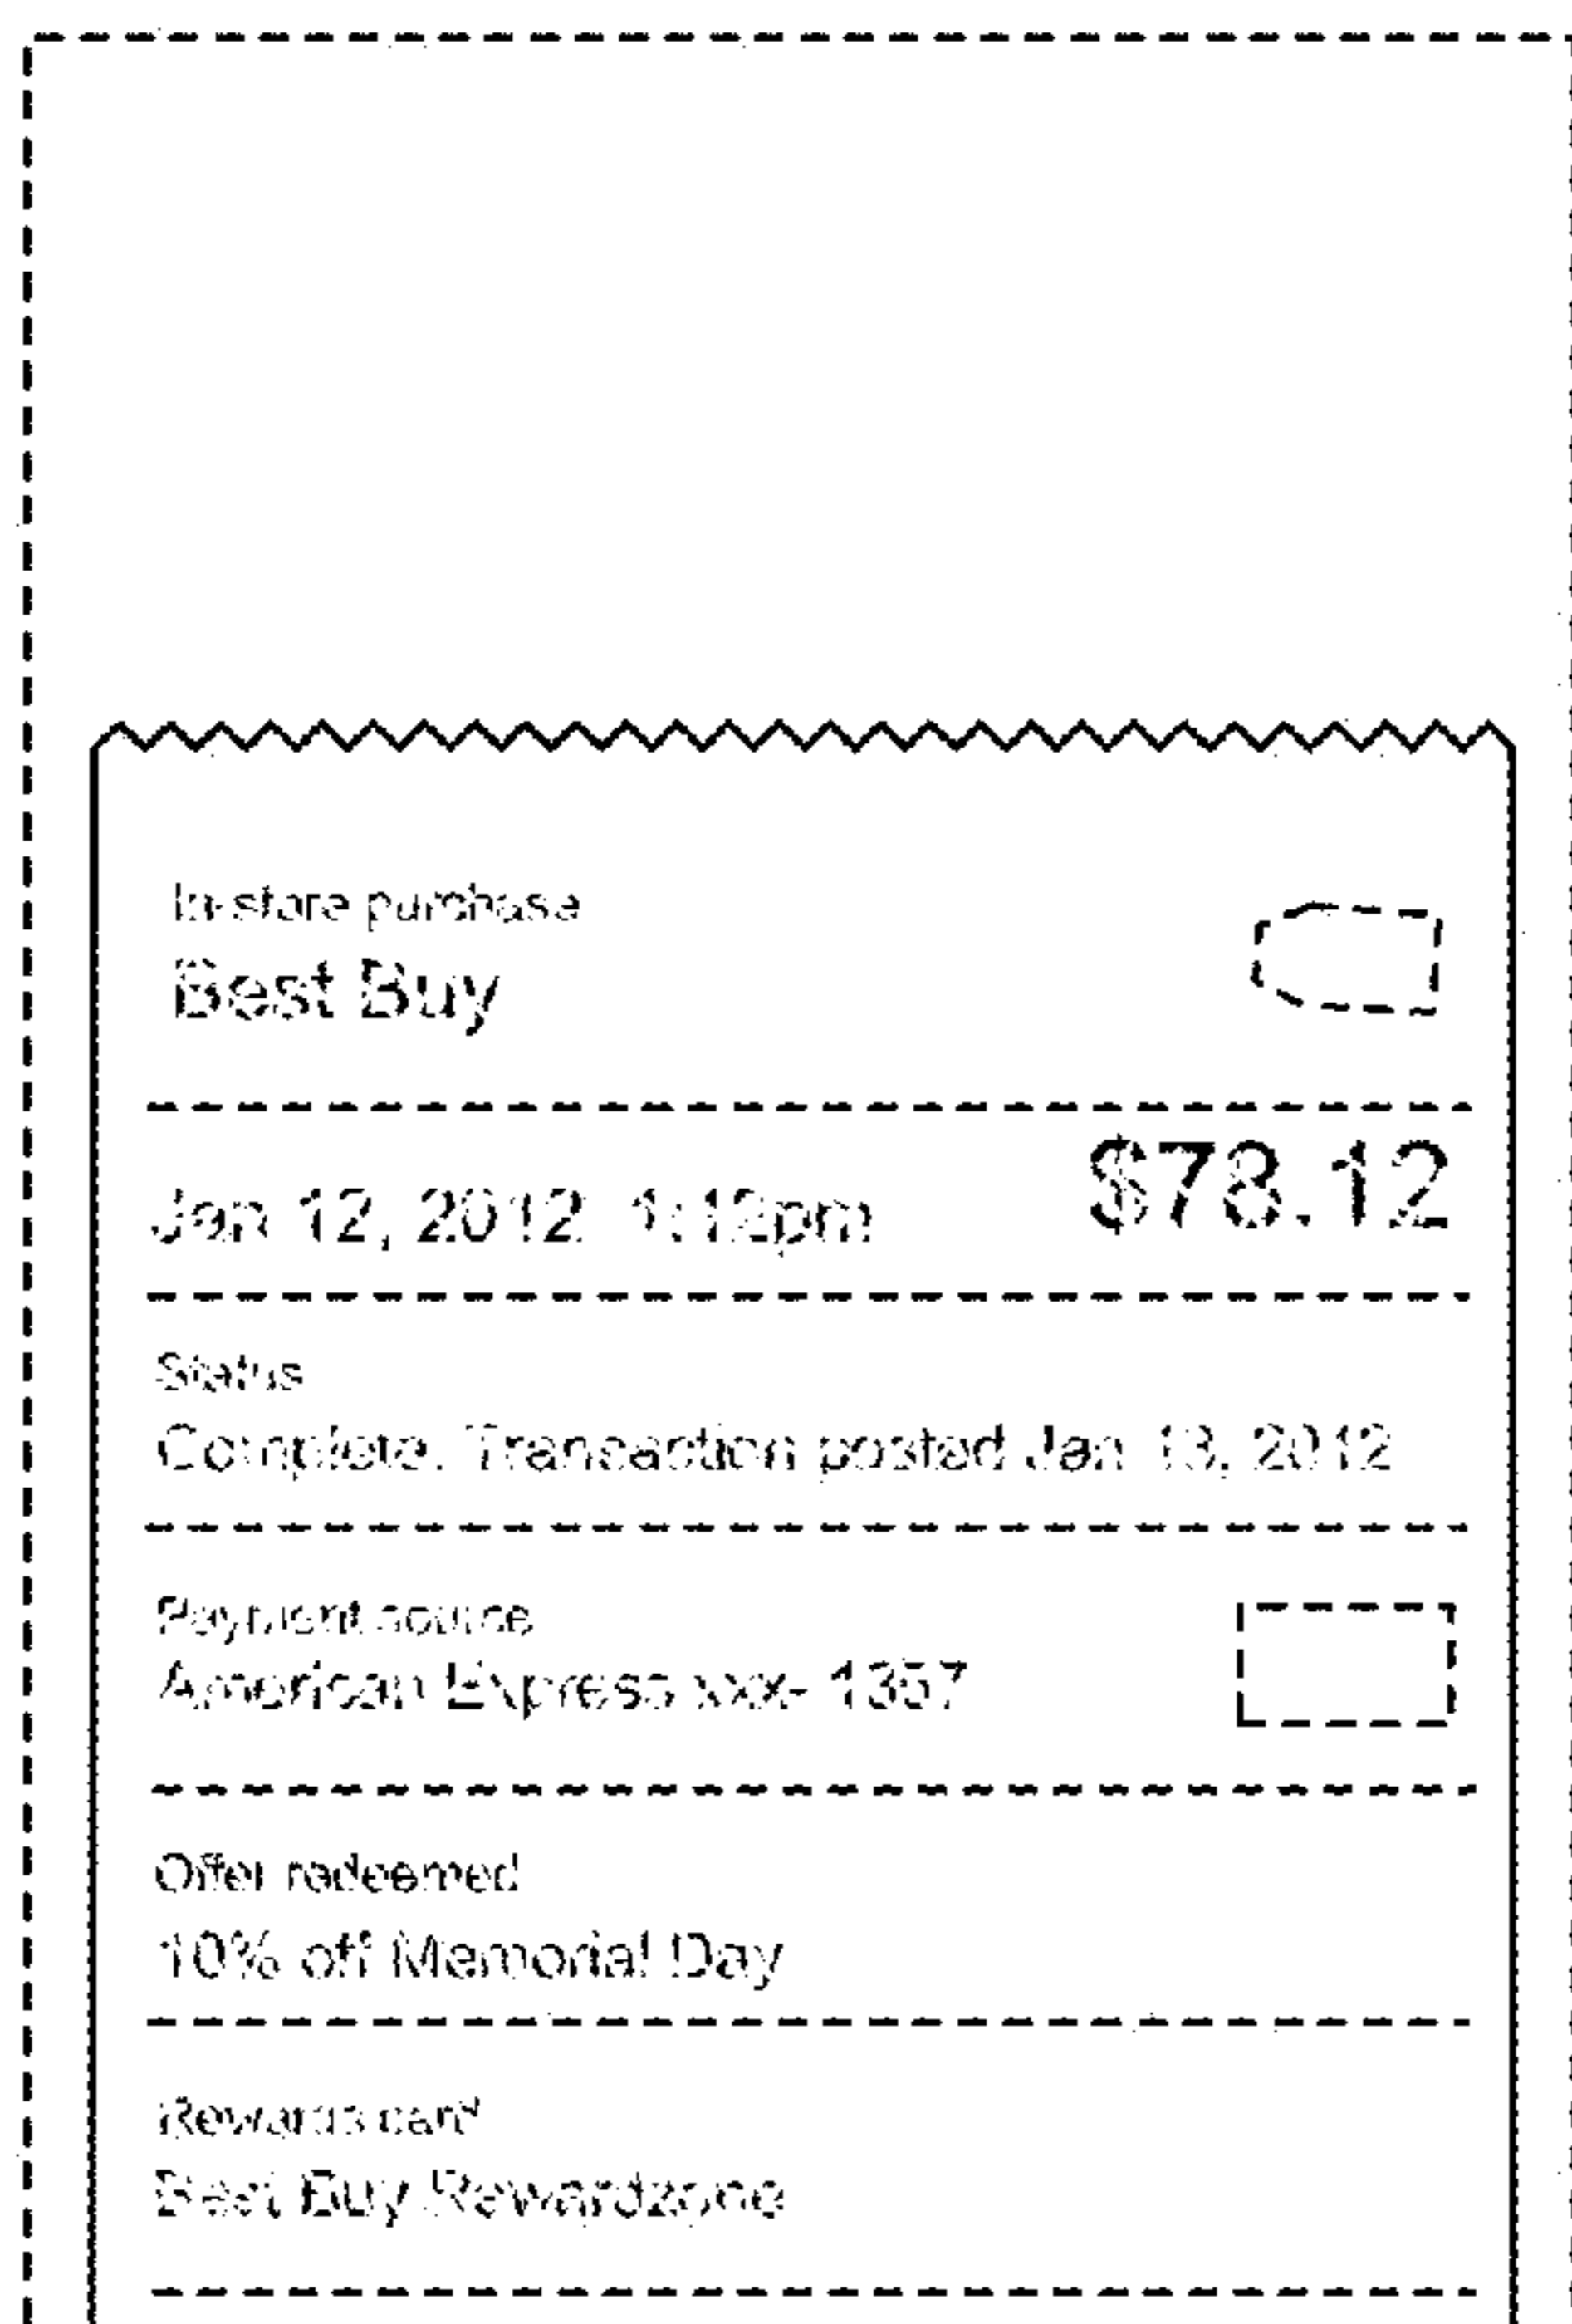 In-store purchase
Best Buy
Jan 12, 2012 1:12pm
$78.12
Status
Complete. Transaction posted Jan 13, 2012
Payment source
American Express xxx- 1357
Offer redeemed
10% off Memorial Day
Rewards card
Best Buy Rewardzone